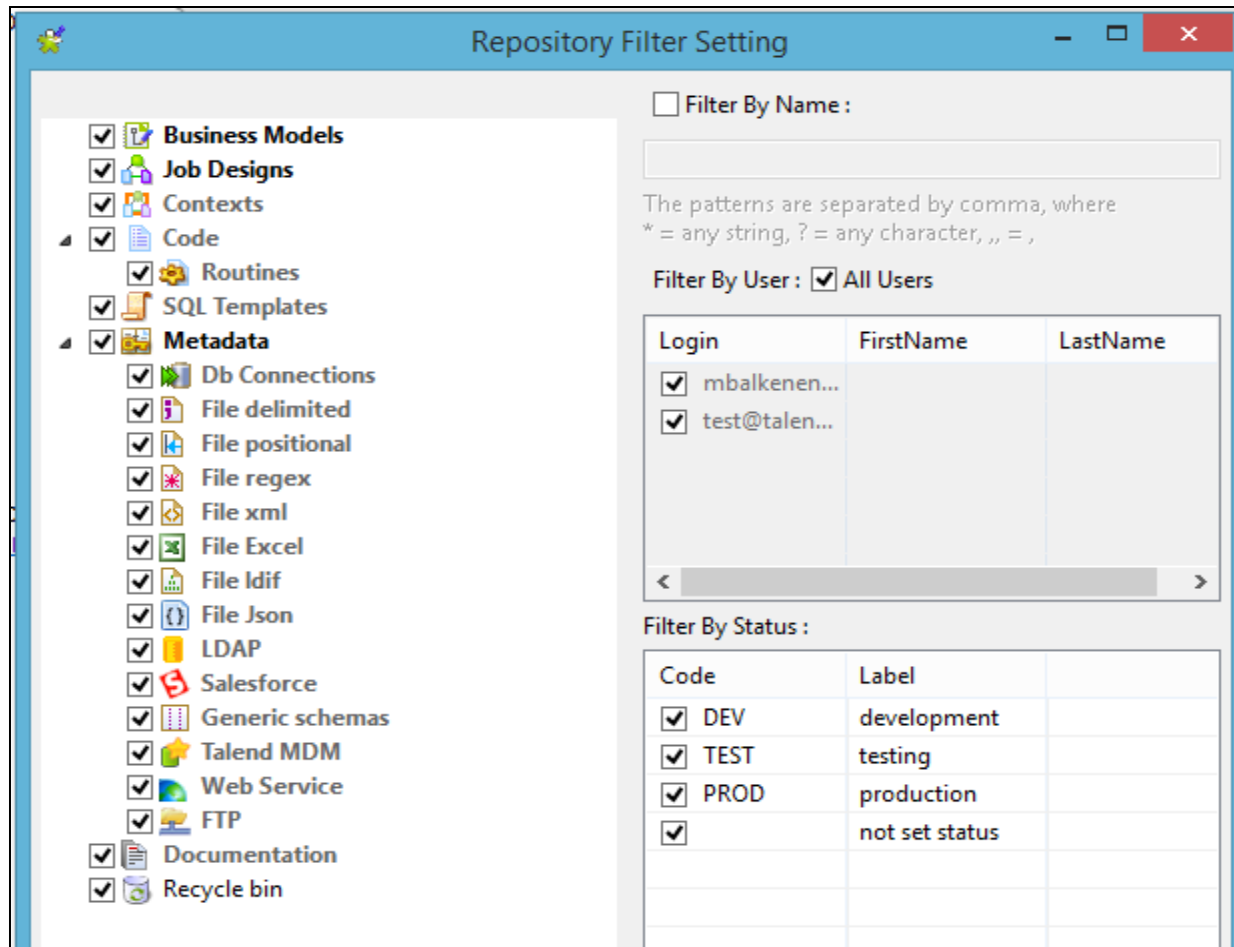 Repository Filter Setting
Business Models
Job Designs
Contexts
Code
Routines
SQL Templates
Metadata
Db Connections
File delimited
File positional
File regex
File xml
File Excel
File ldif
File Json
LDAP
Salesforce
Generic schemas
Talend MDM
Web Service
FTP
Documentation
Recycle bin
Filter By Name :
The patterns are separated by comma, where
* = any string, ? = any character, ,, = ,
Filter By User : All Users
Login FirstName LastName
mbalkenen...
test@talen...
Filter By Status :
Code Label
DEV development
TEST testing
PROD production
not set status